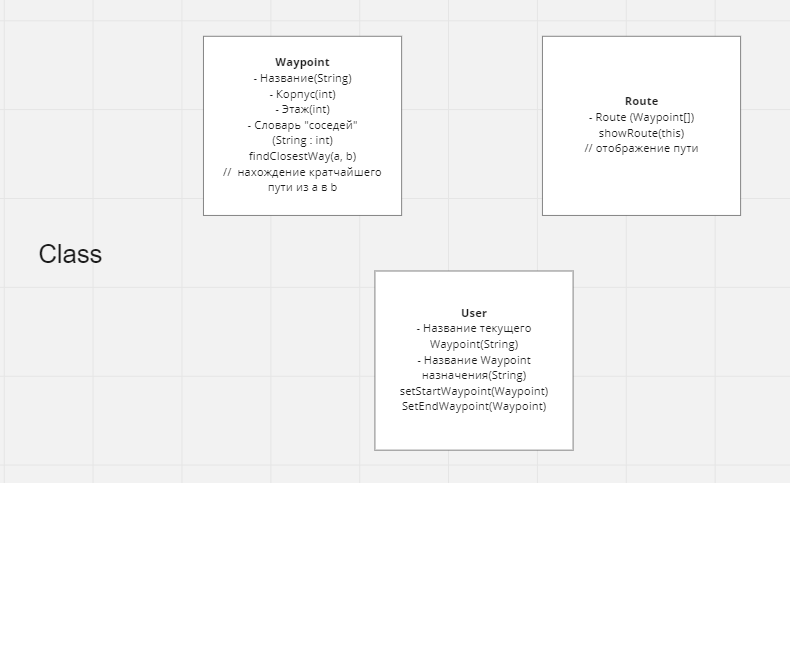 Waypoint
- Название(String)
- Корпус(int)
- Этаж(int)
- Словарь "соседей"
(String : int)
findClosestWay(a, b)
// нахождение кратчайшего
пути из a в b
Route
- Route (Waypoint[])
showRoute(this)
// отображение пути
Class
User
- Название текущего
Waypoint(String)
- Название Waypoint
назначения(String)
setStartWaypoint(Waypoint)
SetEndWaypoint(Waypoint)